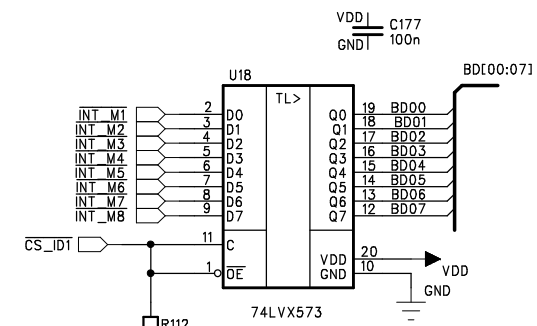 VDD
C177
GND
100n
BD[00:07]
U18
TL>
INT_M1 2 D0 Q0 19 BD00
INT_M2 3 D1 Q1 18 BD01
INT_M3 4 D2 Q2 17 BD02
INT_M4 5 D3 Q3 16 BD03
INT_M5 6 D4 Q4 15 BD04
INT_M6 7 D5 Q5 14 BD05
INT_M7 8 D6 Q6 13 BD06
INT_M8 9 D7 Q7 12 BD07
CS_ID1 11 C
VDD 20 VDD
1 OE GND 10
GND
74LVX573
R112